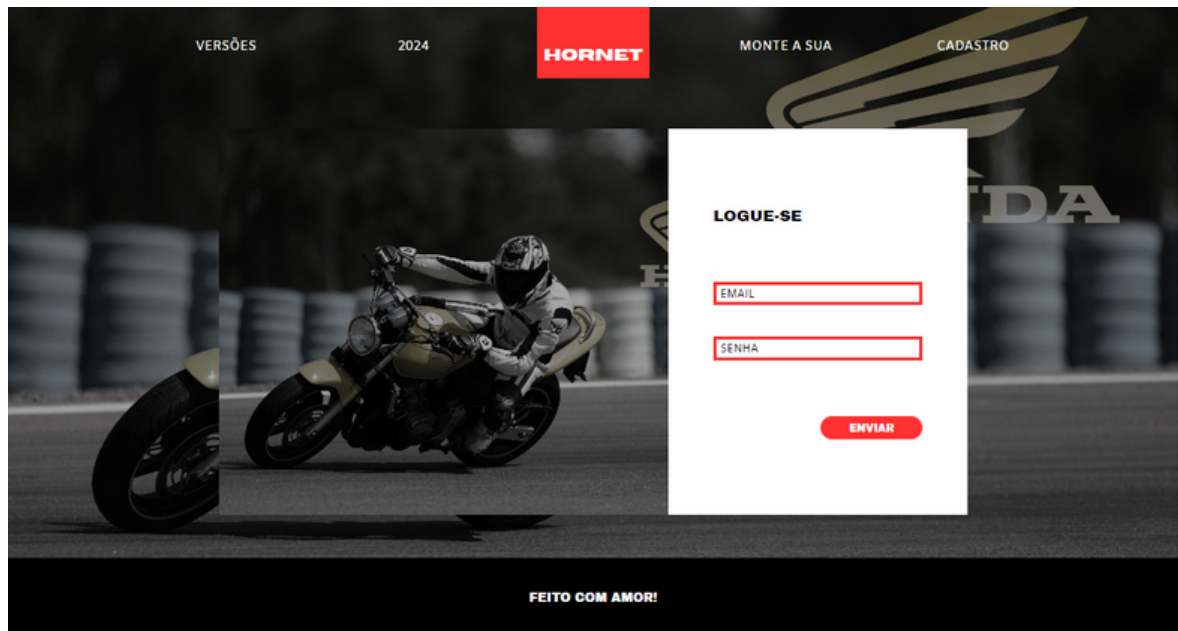 VERSÕES
2024
HORNET
MONTE A SUA
CADASTRO
LOGUE-SE
EMAIL
SENHA
ENVIAR
FEITO COM AMOR!